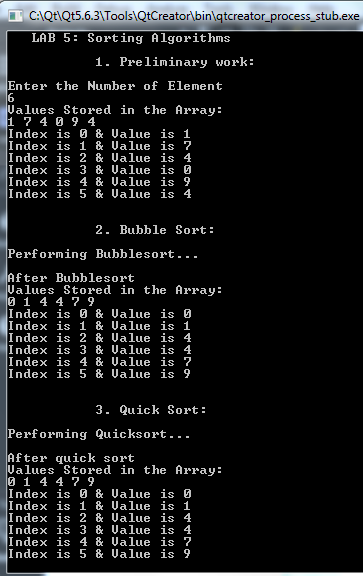 C:\Qt\Qt5.6.3\Tools\QtCreator\bin\qtcreator_process_stub.exe
LAB 5: Sorting Algorithms
1. Preliminary work:
Enter the Number of Element
6
Values Stored in the Array:
1 7 4 0 9 4
Index is 0 & Value is 1
Index is 1 & Value is 7
Index is 2 & Value is 4
Index is 3 & Value is 0
Index is 4 & Value is 9
Index is 5 & Value is 4
2. Bubble Sort:
Performing Bubblesort...
After Bubblesort
Values Stored in the Array:
0 1 4 4 7 9
Index is 0 & Value is 0
Index is 1 & Value is 1
Index is 2 & Value is 4
Index is 3 & Value is 4
Index is 4 & Value is 7
Index is 5 & Value is 9
3. Quick Sort:
Performing Quicksort...
After quick sort
Values Stored in the Array:
0 1 4 4 7 9
Index is 0 & Value is 0
Index is 1 & Value is 1
Index is 2 & Value is 4
Index is 3 & Value is 4
Index is 4 & Value is 7
Index is 5 & Value is 9